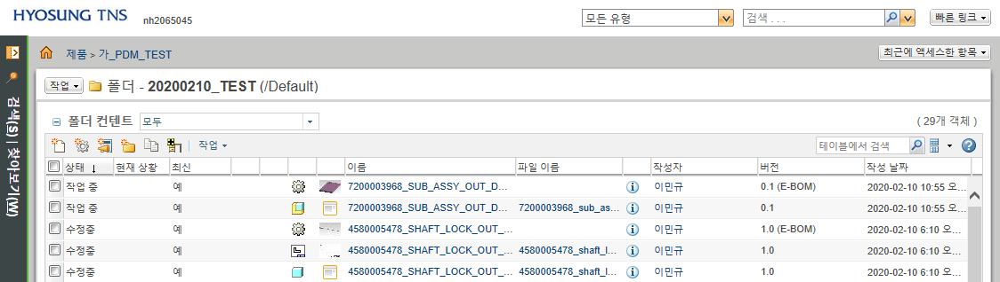 HYOSUNG TNS nh2065045 모든 유형 검색 . . . 빠른 링크
제품 > 가_PDM_TEST 최근에 액세스한 항목
검색(S) | 찾아보기(W)
작업 폴더 - 20200210_TEST (/Default)
폴더 컨텐트 모두 ( 29개 객체 )
작업 테이블에서 검색
상태 ↓ 현재 상황 최신 이름 파일 이름 작성자 버전 작성 날짜
작업 중 예 7200003968_SUB_ASSY_OUT_D... 이민규 0.1 (E-BOM) 2020-02-10 10:55 오...
작업 중 예 7200003968_SUB_ASSY_OUT_D... 7200003968_sub_as... 이민규 0.1 2020-02-10 10:55 오...
수정중 예 4580005478_SHAFT_LOCK_OUT_... 이민규 1.0 (E-BOM) 2020-02-10 6:10 오...
수정중 예 4580005478_SHAFT_LOCK_OUT_... 4580005478_shaft_l... 이민규 1.0 2020-02-10 6:10 오...
수정중 예 4580005478_SHAFT_LOCK_OUT_... 4580005478_shaft_l... 이민규 1.0 2020-02-10 6:10 오...